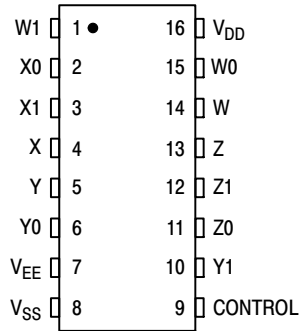 W1 1 16 VDD
X0 2 15 W0
X1 3 14 W
X 4 13 Z
Y 5 12 Z1
Y0 6 11 Z0
VEE 7 10 Y1
VSS 8 9 CONTROL